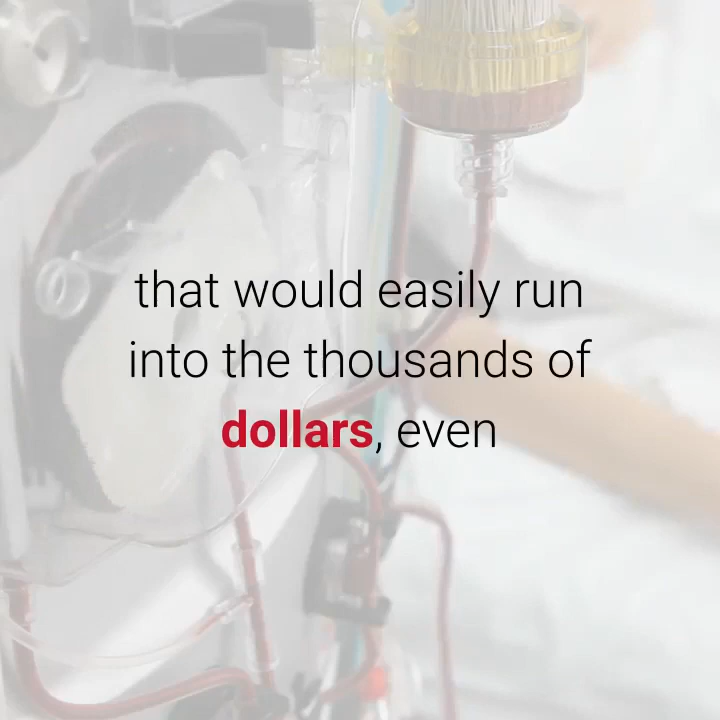 that would easily run
into the thousands of
dollars, even